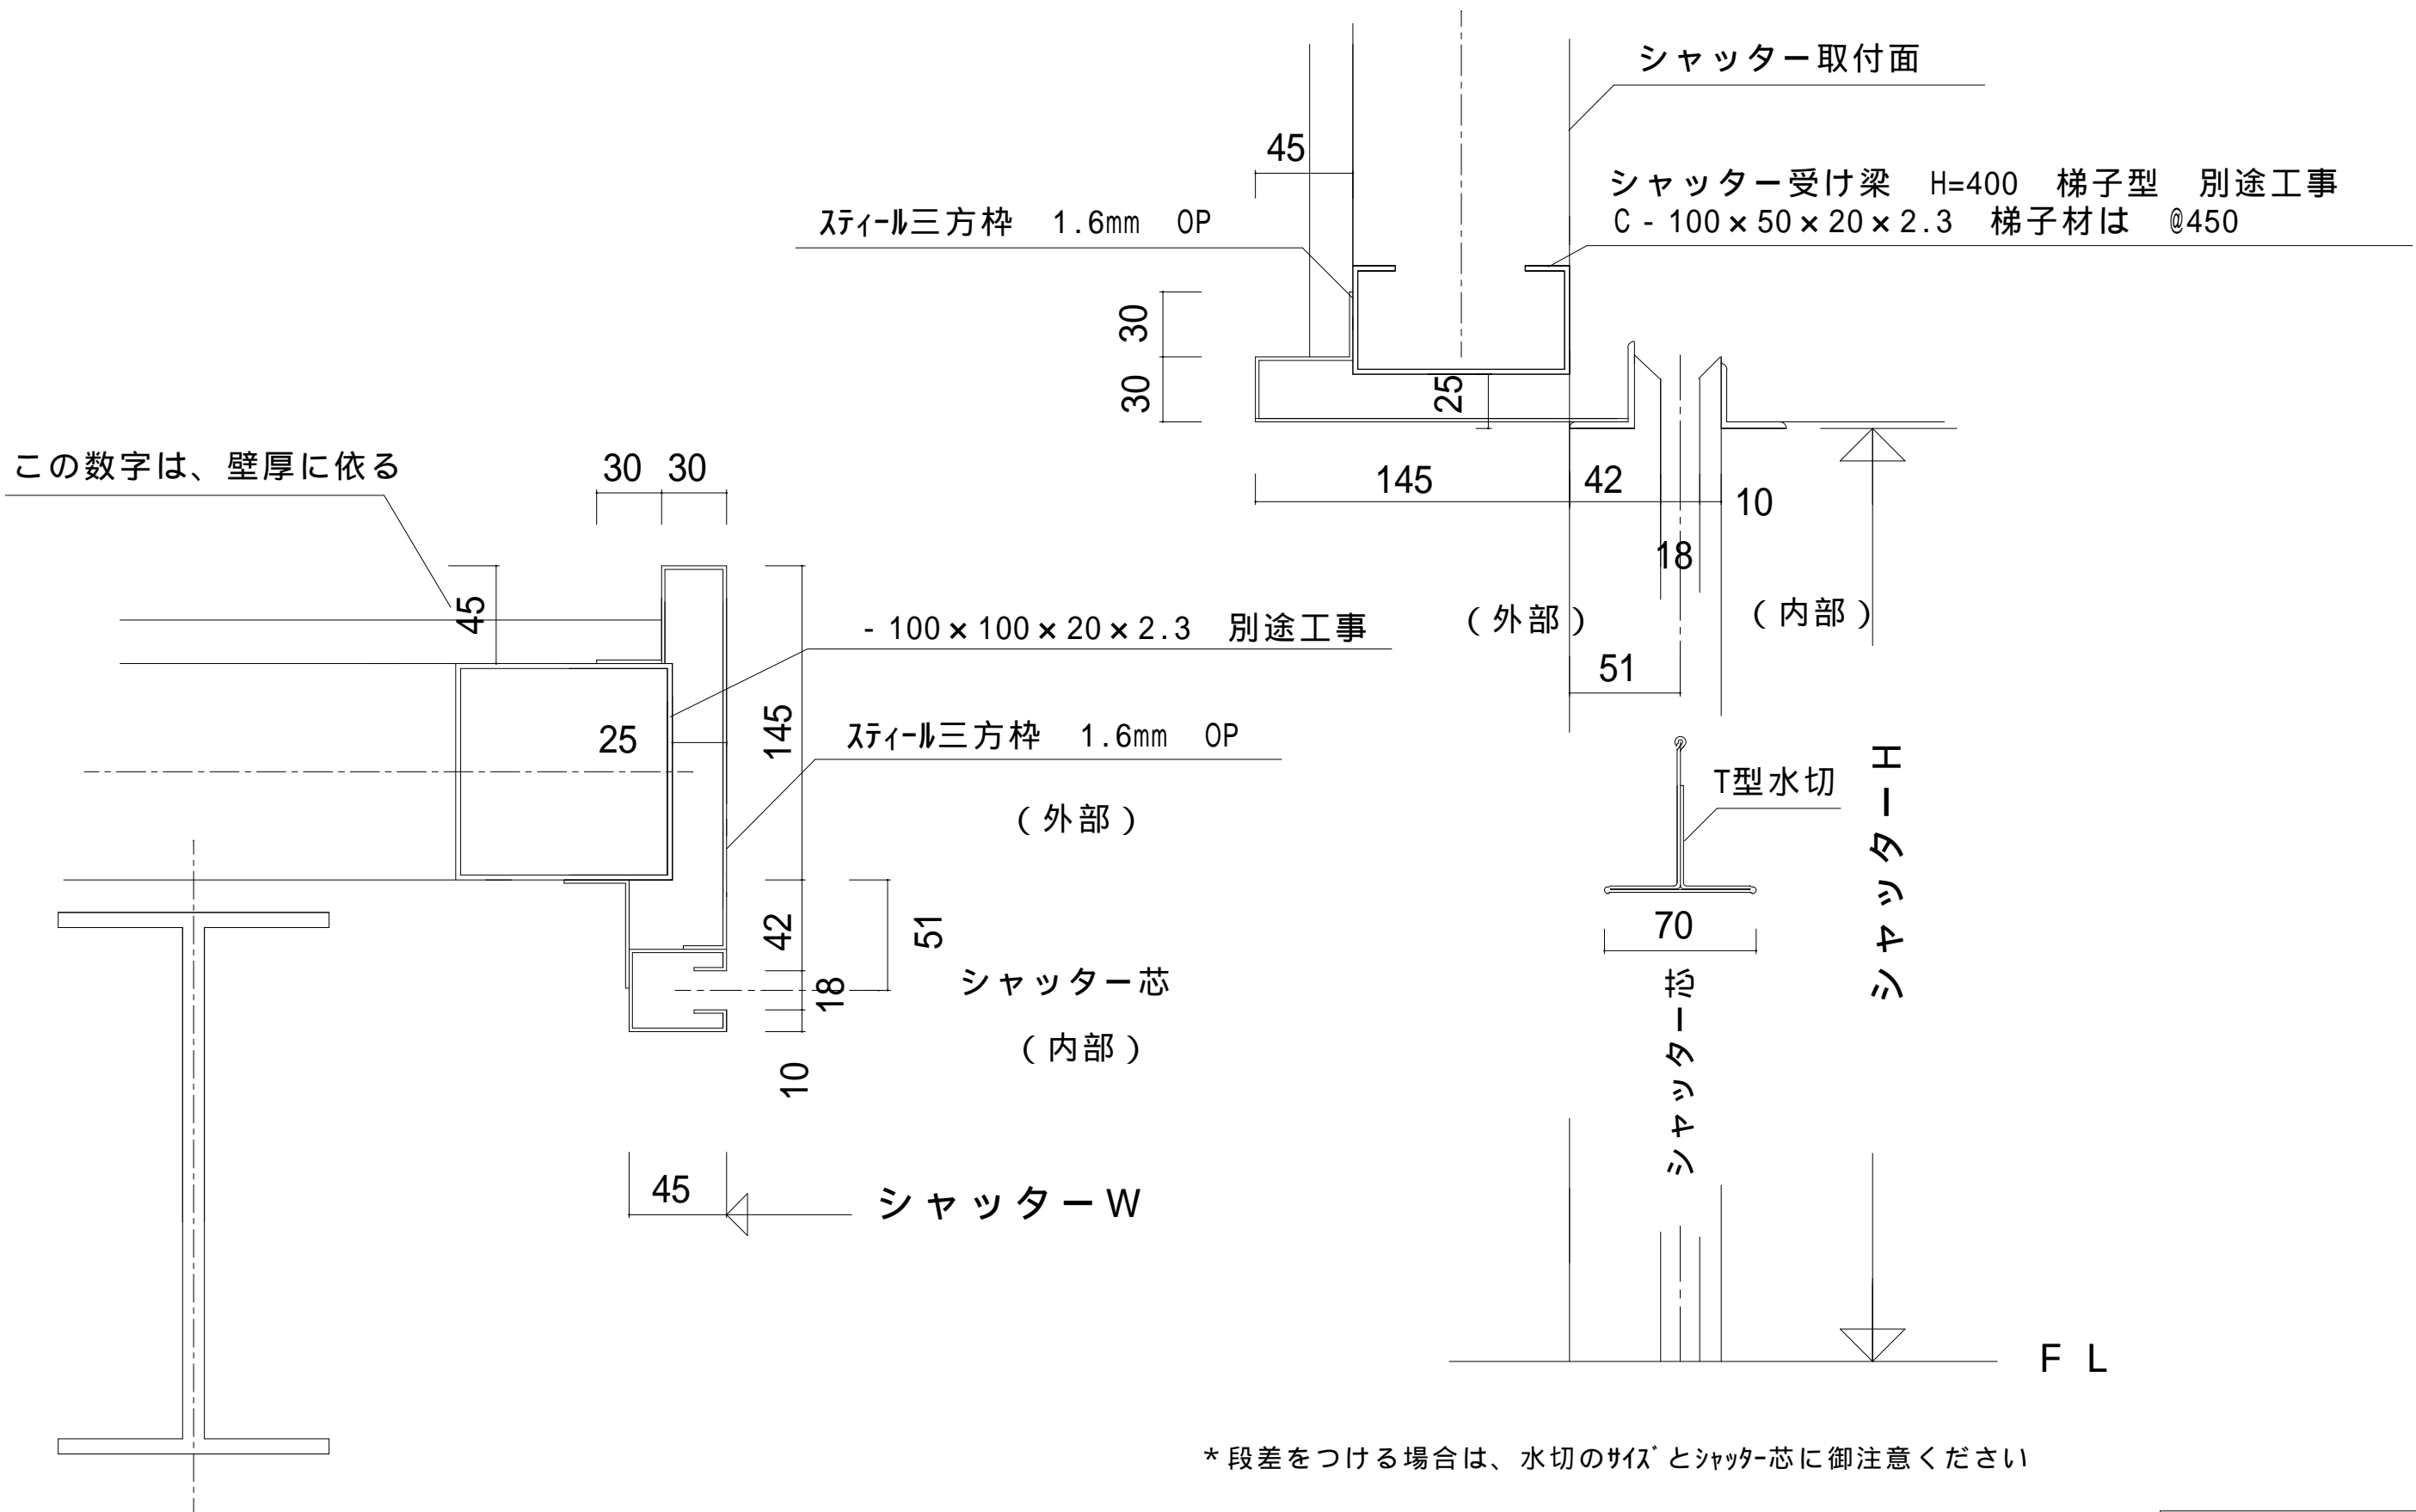 シャッター取付面
45
シャッター受け梁 H=400 梯子型 別途工事
C - 100×50×20×2.3 梯子材は @450
スティール三方枠 1.6mm OP
30
30
25
145
42
10
18
(外部)
(内部)
51
この数字は、壁厚に依る
30 30
45
- 100×100×20×2.3 別途工事
25
145
スティール三方枠 1.6mm OP
(外部)
42
51
18
シャッター芯
(内部)
10
45
シャッターW
T型水切
70
シャッター芯
シャッターH
FL
*段差をつける場合は、水切のサイズとシャッター芯に御注意ください